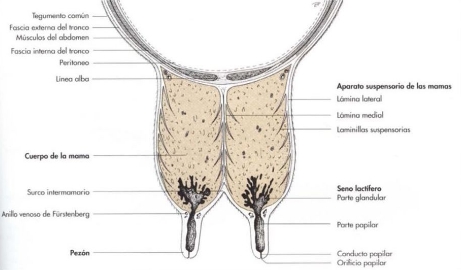 Tegumento común
Fascia externa del tronco
Músculos del abdomen
Fascia interna del tronco
Peritoneo
Línea alba
Cuerpo de la mama
Surco intermamario
Anillo venoso de Fürstenberg
Pezón
Aparato suspensorio de las mamas
Lámina lateral
Lámina medial
Laminillas suspensorias
Seno lactífero
Parte glandular
Parte papilar
Conducto papilar
Orificio papilar